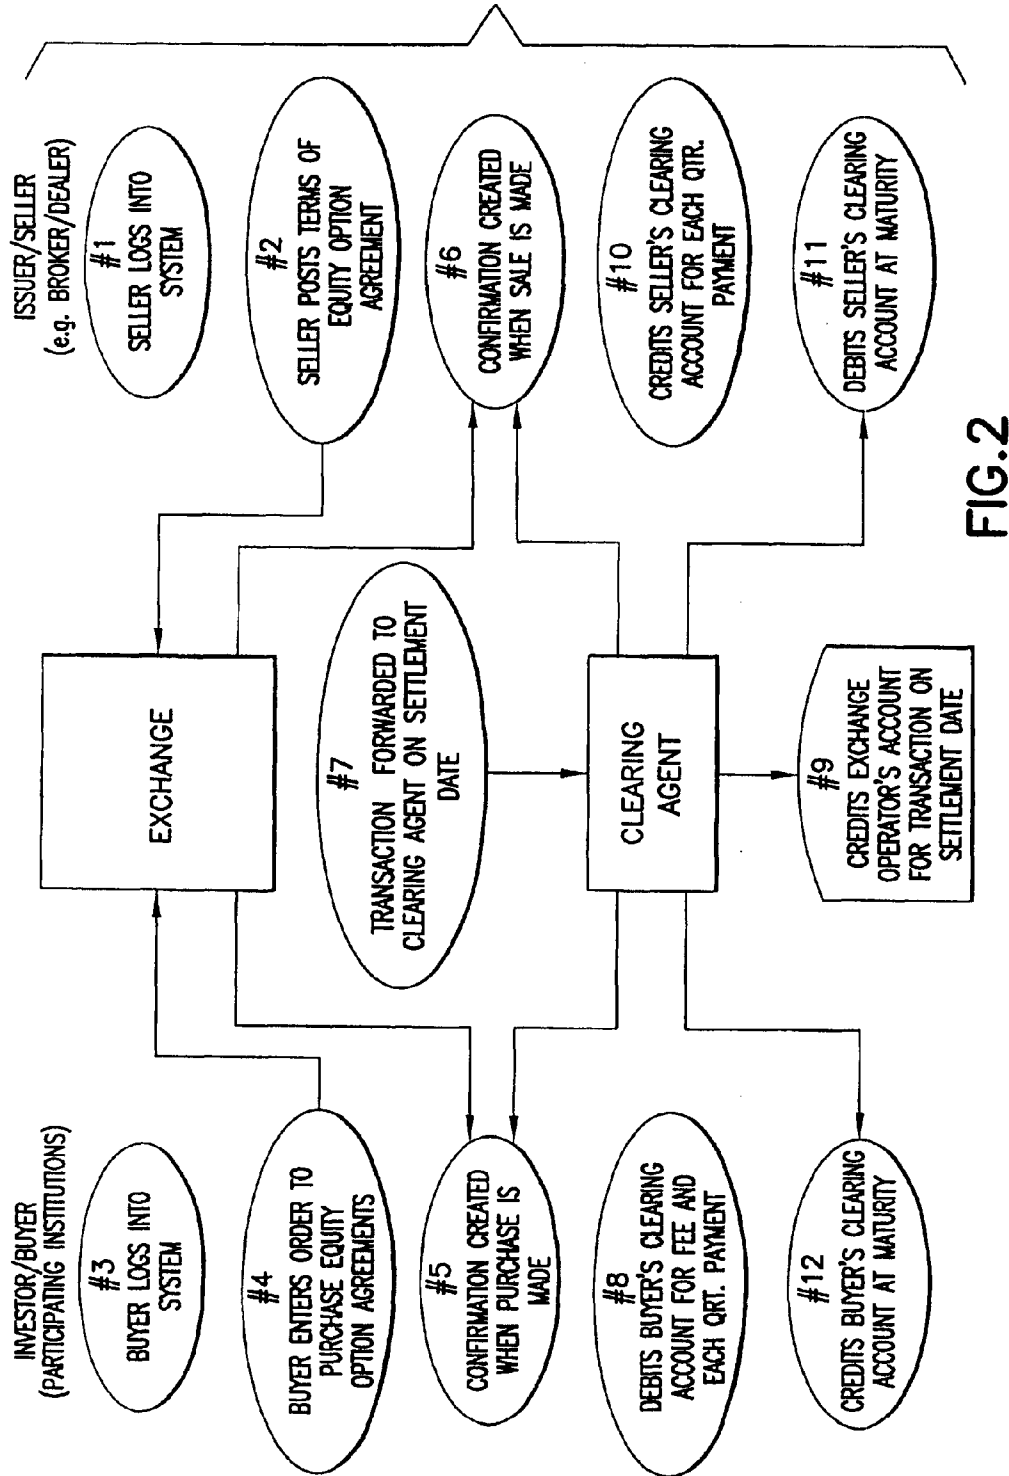 INVESTOR/BUYER
(PARTICIPATING INSTITUTIONS)
#3
BUYER LOGS INTO
SYSTEM
#4
BUYER ENTERS ORDER TO
PURCHASE EQUITY
OPTION AGREEMENTS
#5
CONFIRMATION CREATED
WHEN PURCHASE IS
MADE
#8
DEBITS BUYER'S CLEARING
ACCOUNT FOR FEE AND
EACH QRT. PAYMENT
#12
CREDITS BUYER'S CLEARING
ACCOUNT AT MATURITY
EXCHANGE
#7
TRANSACTION FORWARDED TO
CLEARING AGENT ON SETTLEMENT
DATE
CLEARING
AGENT
#9
CREDITS EXCHANGE
OPERATOR'S ACCOUNT
FOR TRANSACTION ON
SETTLEMENT DATE
ISSUER/SELLER
(e.g. BROKER/DEALER)
#1
SELLER LOGS INTO
SYSTEM
#2
SELLER POSTS TERMS OF
EQUITY OPTION
AGREEMENT
#6
CONFIRMATION CREATED
WHEN SALE IS MADE
#10
CREDITS SELLER'S CLEARING
ACCOUNT FOR EACH QTR.
PAYMENT
#11
DEBITS SELLER'S CLEARING
ACCOUNT AT MATURITY
FIG.2